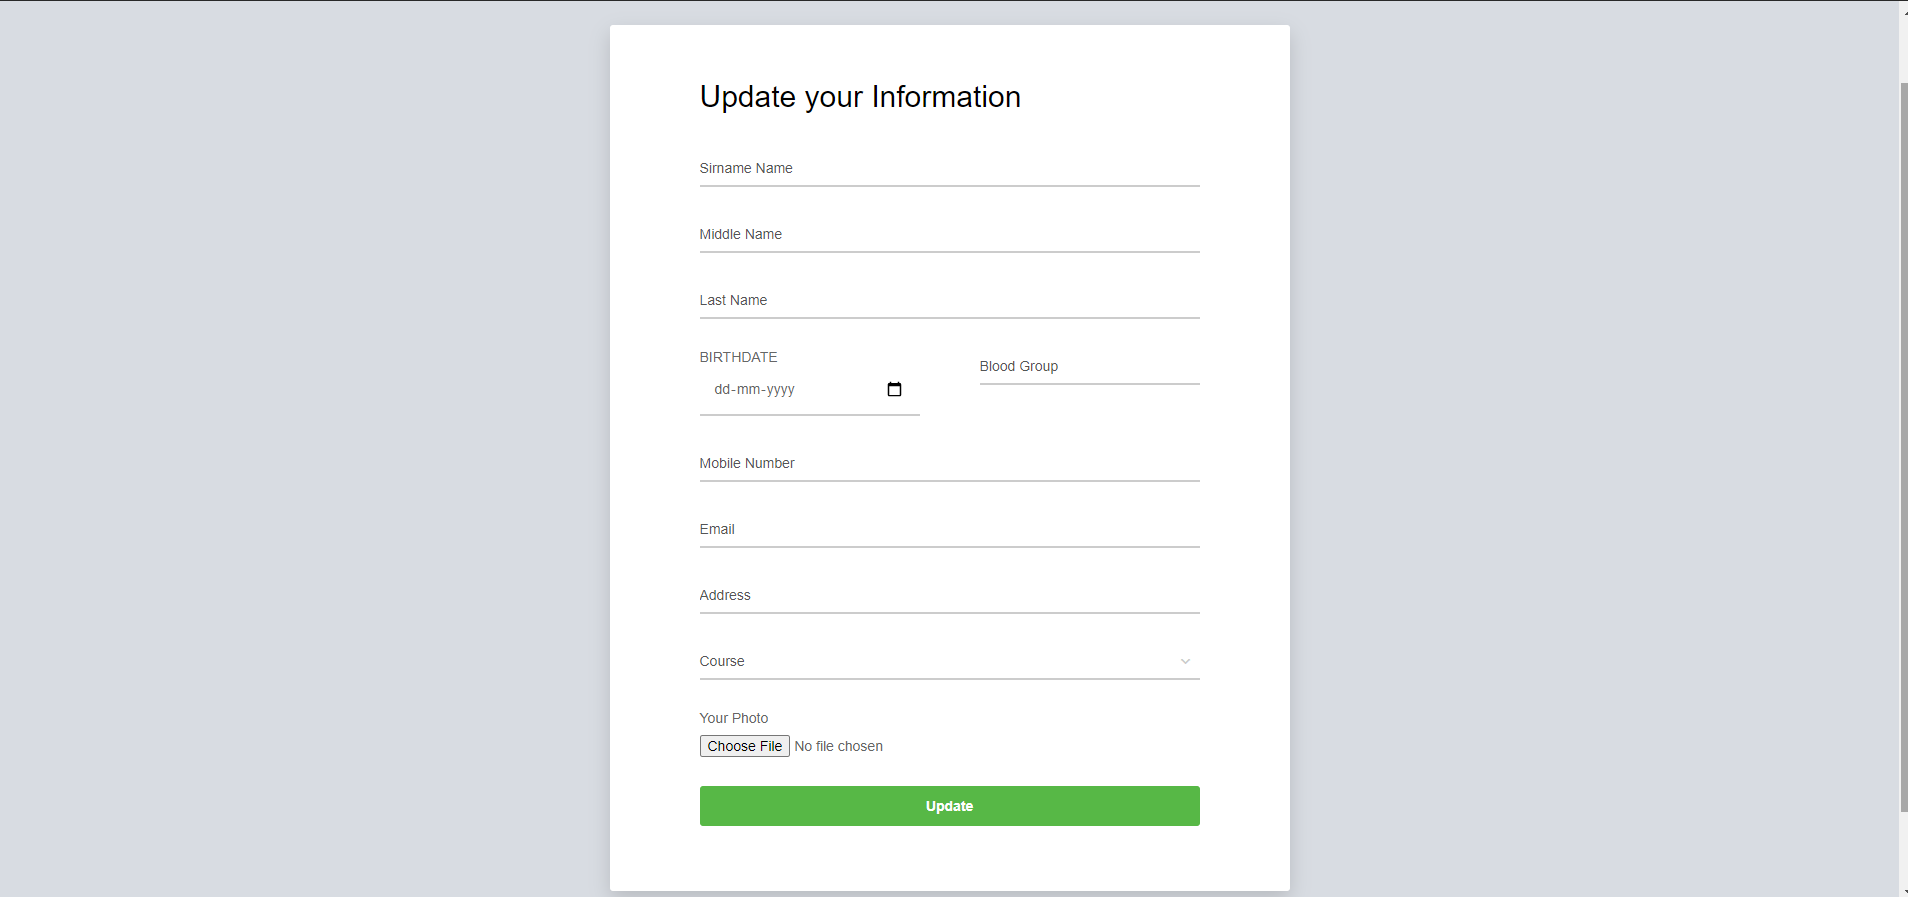 Update your Information
Sirname Name
Middle Name
Last Name
BIRTHDATE
dd-mm-yyyy
Blood Group
Mobile Number
Email
Address
Course
Your Photo
Choose File No file chosen
Update